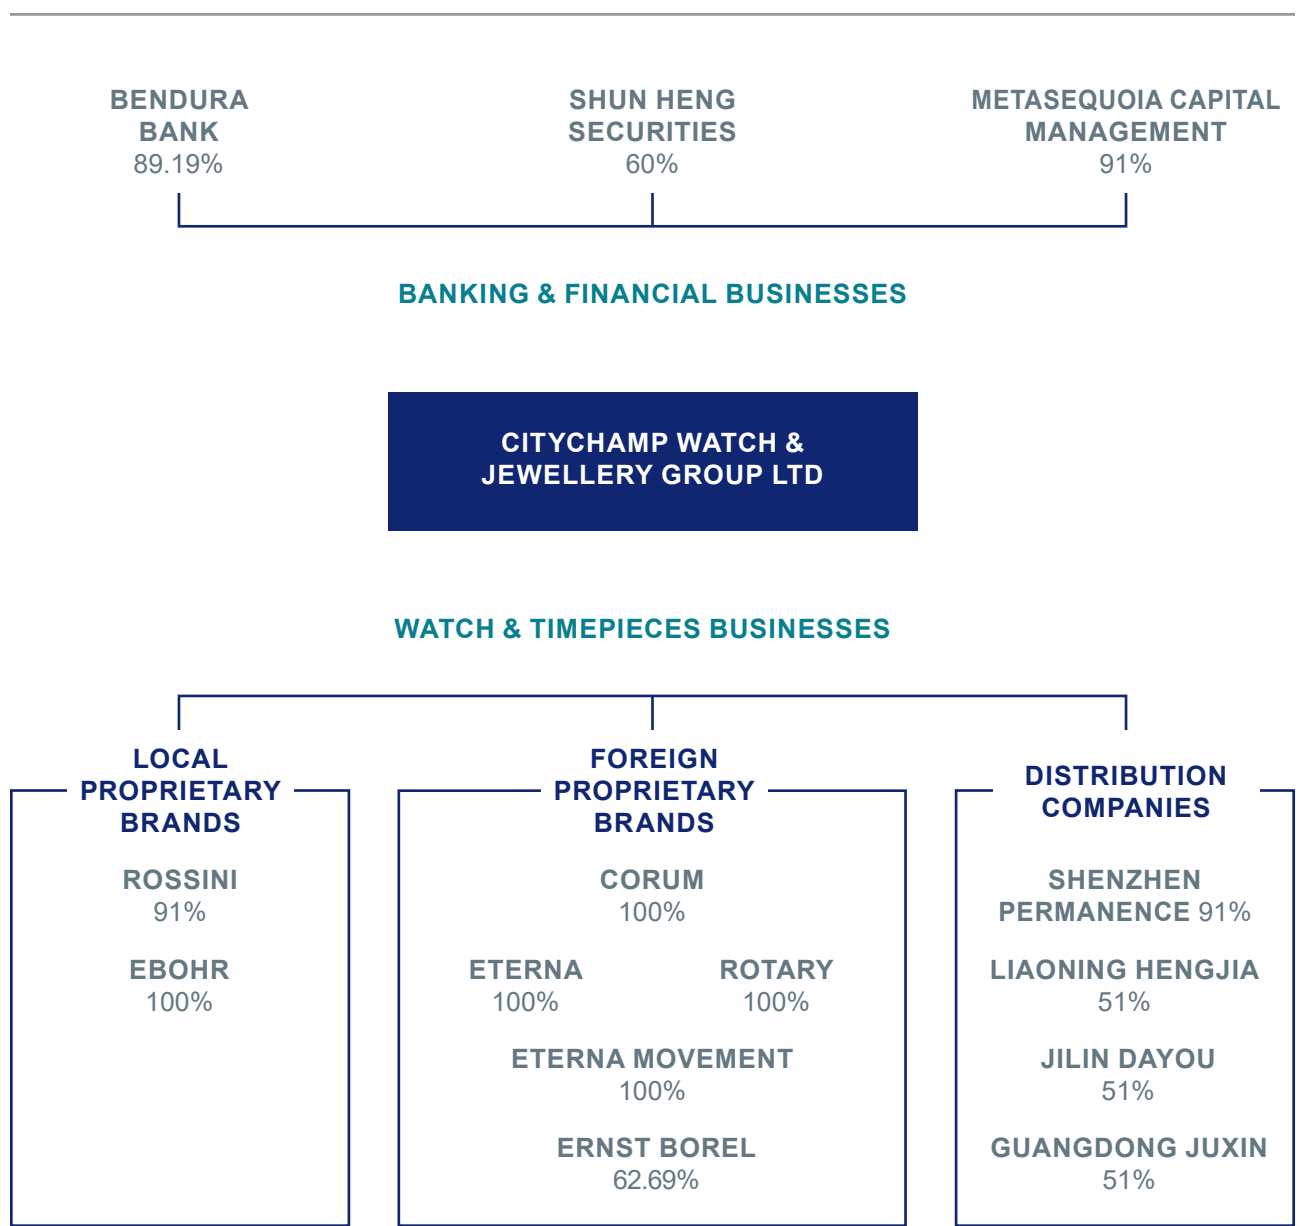 BENDURA
BANK
89.19%
SHUN HENG
SECURITIES
60%
METASEQUOIA CAPITAL
MANAGEMENT
91%
BANKING & FINANCIAL BUSINESSES
CITYCHAMP WATCH &
JEWELLERY GROUP LTD
WATCH & TIMEPIECES BUSINESSES
LOCAL
PROPRIETARY
BRANDS
ROSSINI
91%
EBOHR
100%
FOREIGN
PROPRIETARY
BRANDS
CORUM
100%
ETERNA
100%
ROTARY
100%
ETERNA MOVEMENT
100%
ERNST BOREL
62.69%
DISTRIBUTION
COMPANIES
SHENZHEN
PERMANENCE 91%
LIAONING HENGJIA
51%
JILIN DAYOU
51%
GUANGDONG JUXIN
51%